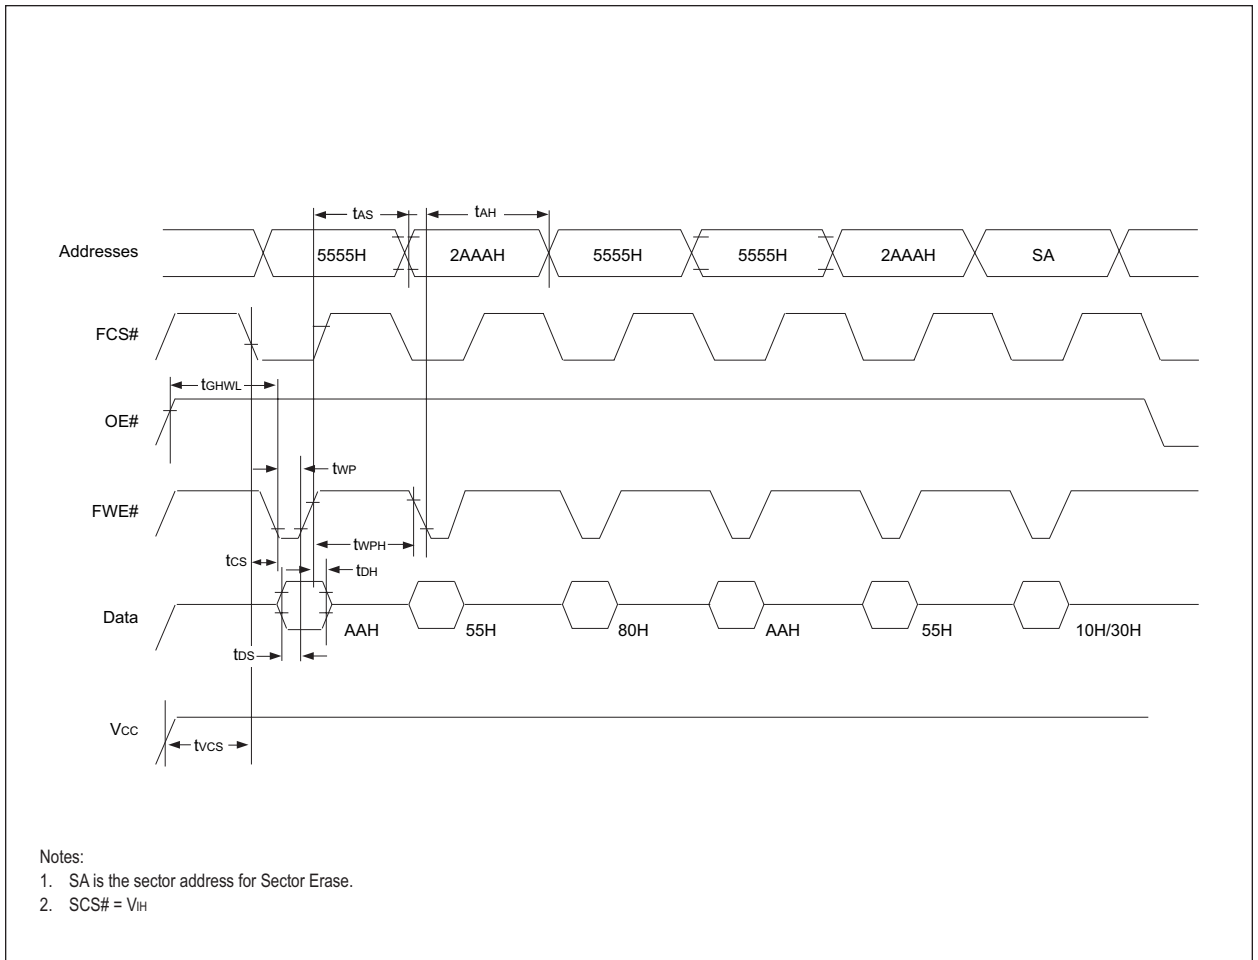 tAS
tAH
Addresses
5555H
2AAAH
5555H
5555H
2AAAH
SA
FCS#
tGHWL
OE#
tWP
FWE#
tWPH
tCS
tDH
Data
AAH
55H
80H
AAH
55H
10H/30H
tDS
VCC
tVCS
Notes:
1. SA is the sector address for Sector Erase.
2. SCS# = VIH